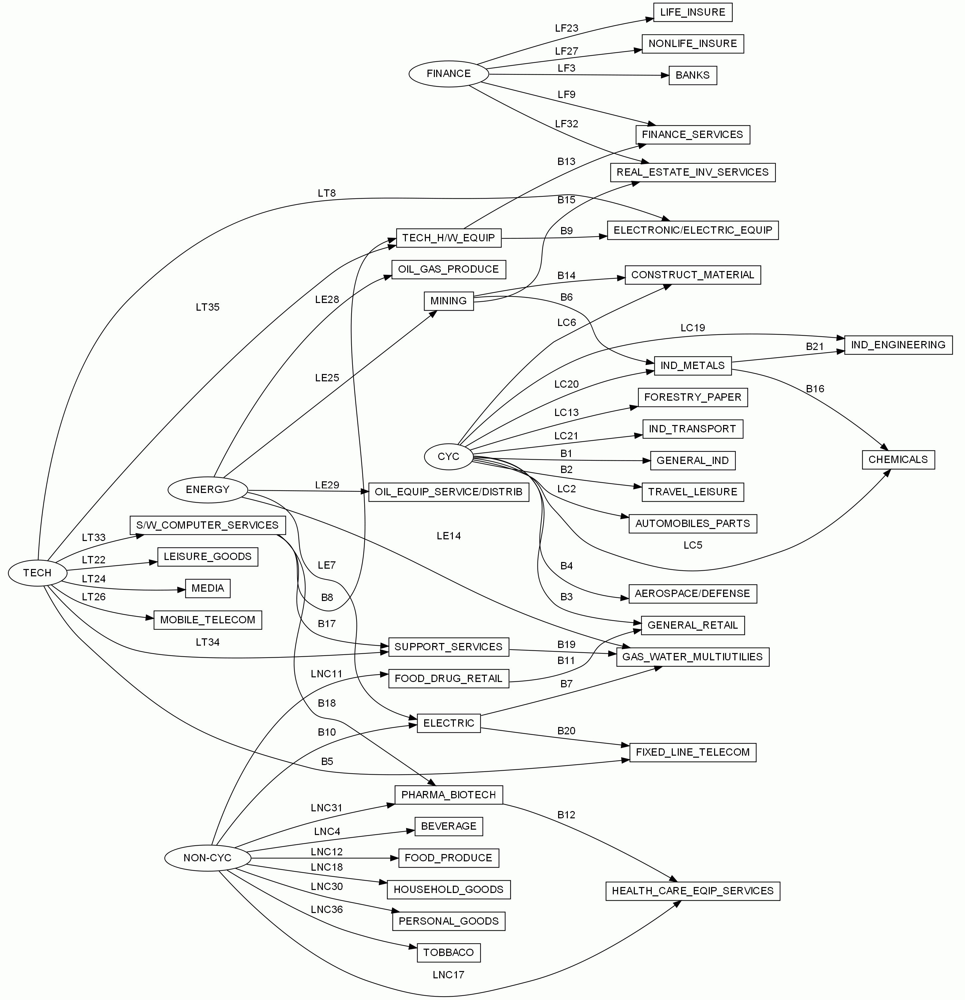 LIFE_INSURE
LF23
NONLIFE_INSURE
LF27
FINANCE
LF3
BANKS
LF9
LF32
FINANCE_SERVICES
B13
REAL_ESTATE_INV_SERVICES
LT8
B15
TECH_H/W_EQUIP
B9
ELECTRONIC/ELECTRIC_EQUIP
OIL_GAS_PRODUCE
B14
CONSTRUCT_MATERIAL
LT35
LE28
MINING
B6
LC6
LC19
IND_ENGINEERING
B21
IND_METALS
LE25
LC20
B16
FORESTRY_PAPER
LC13
IND_TRANSPORT
LC21
CYC
B1
GENERAL_IND
CHEMICALS
B2
ENERGY
LE29
OIL_EQUIP_SERVICE/DISTRIB
LC2
TRAVEL_LEISURE
S/W_COMPUTER_SERVICES
AUTOMOBILES_PARTS
LT33
LE14
LC5
LT22
LEISURE_GOODS
TECH
LE7
B4
LT24
MEDIA
LT26
B8
B3
AEROSPACE/DEFENSE
MOBILE_TELECOM
B17
GENERAL_RETAIL
LT34
SUPPORT_SERVICES
B19
GAS_WATER_MULTIUTILIES
B11
LNC11
FOOD_DRUG_RETAIL
B7
B18
ELECTRIC
B10
B20
FIXED_LINE_TELECOM
B5
PHARMA_BIOTECH
LNC31
B12
BEVERAGE
LNC4
NON-CYC
LNC12
FOOD_PRODUCE
LNC18
LNC30
HOUSEHOLD_GOODS
HEALTH_CARE_EQIP_SERVICES
LNC36
PERSONAL_GOODS
TOBBACO
LNC17